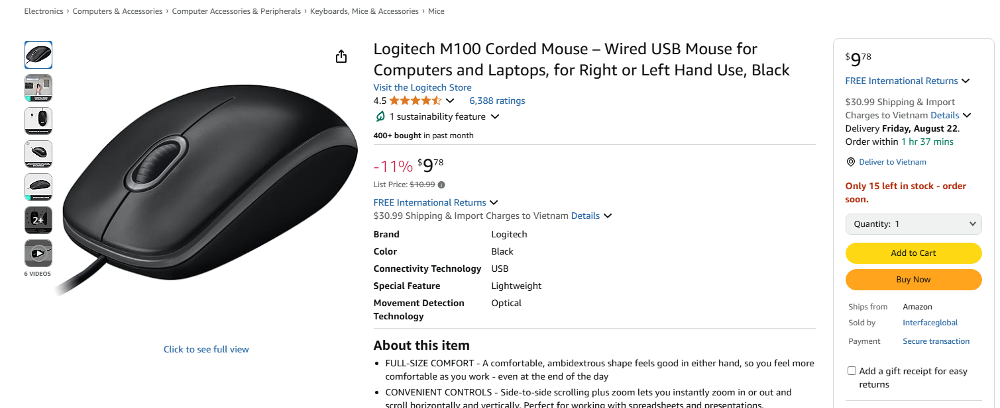 Electronics › Computers & Accessories › Computer Accessories & Peripherals › Keyboards, Mice & Accessories › Mice
2+
6 VIDEOS
Click to see full view
Logitech M100 Corded Mouse – Wired USB Mouse for
Computers and Laptops, for Right or Left Hand Use, Black
Visit the Logitech Store
4.5 6,388 ratings
1 sustainability feature
400+ bought in past month
-11% $9 78
List Price: $10.99
FREE International Returns
$30.99 Shipping & Import Charges to Vietnam Details
Brand Logitech
Color Black
Connectivity Technology USB
Special Feature Lightweight
Movement Detection Optical
Technology
About this item
• FULL-SIZE COMFORT - A comfortable, ambidextrous shape feels good in either hand, so you feel more
comfortable as you work - even at the end of the day
• CONVENIENT CONTROLS - Side-to-side scrolling plus zoom lets you instantly zoom in or out and
scroll horizontally and vertically. Perfect for working with spreadsheets and presentations.
$9 78
FREE International Returns
$30.99 Shipping & Import
Charges to Vietnam Details
Delivery Friday, August 22.
Order within 1 hr 37 mins
Deliver to Vietnam
Only 15 left in stock - order
soon.
Quantity: 1
Add to Cart
Buy Now
Ships from Amazon
Sold by Interfaceglobal
Payment Secure transaction
Add a gift receipt for easy
returns